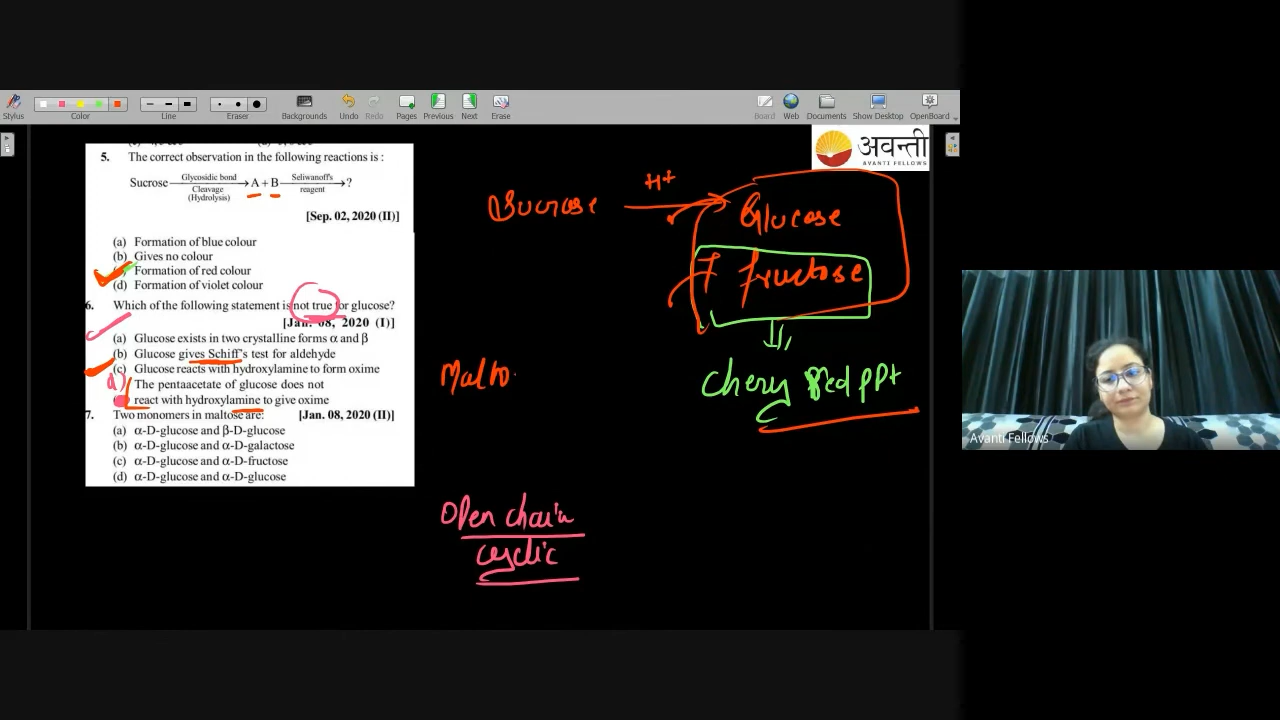 Stylus
Color
Line
Eraser
Backgrounds
Undo
Redo
Pages
Previous
Next
Erase
Board
Web
Documents
Show Desktop
OpenBoard
अवन्ती
AVANTI FELLOWS
5. The correct observation in the following reactions is :
Sucrose Glycosidic bond Cleavage (Hydrolysis) → A + B Seliwanoff's reagent → ?
[Sep. 02, 2020 (II)]
(a) Formation of blue colour
(b) Gives no colour
Formation of red colour
(d) Formation of violet colour
6. Which of the following statement is not true for glucose?
[Jan. 08, 2020 (I)]
(a) Glucose exists in two crystalline forms α and β
(b) Glucose gives Schiff's test for aldehyde
(c) Glucose reacts with hydroxylamine to form oxime
d) The pentaacetate of glucose does not
react with hydroxylamine to give oxime
7. Two monomers in maltose are: [Jan. 08, 2020 (II)]
(a) α-D-glucose and β-D-glucose
(b) α-D-glucose and α-D-galactose
(c) α-D-glucose and α-D-fructose
(d) α-D-glucose and α-D-glucose
Sucrose H+ → Glucose
+ fructose
Malto
Chery Red ppt
Open chain
cyclic
Avanti Fellows